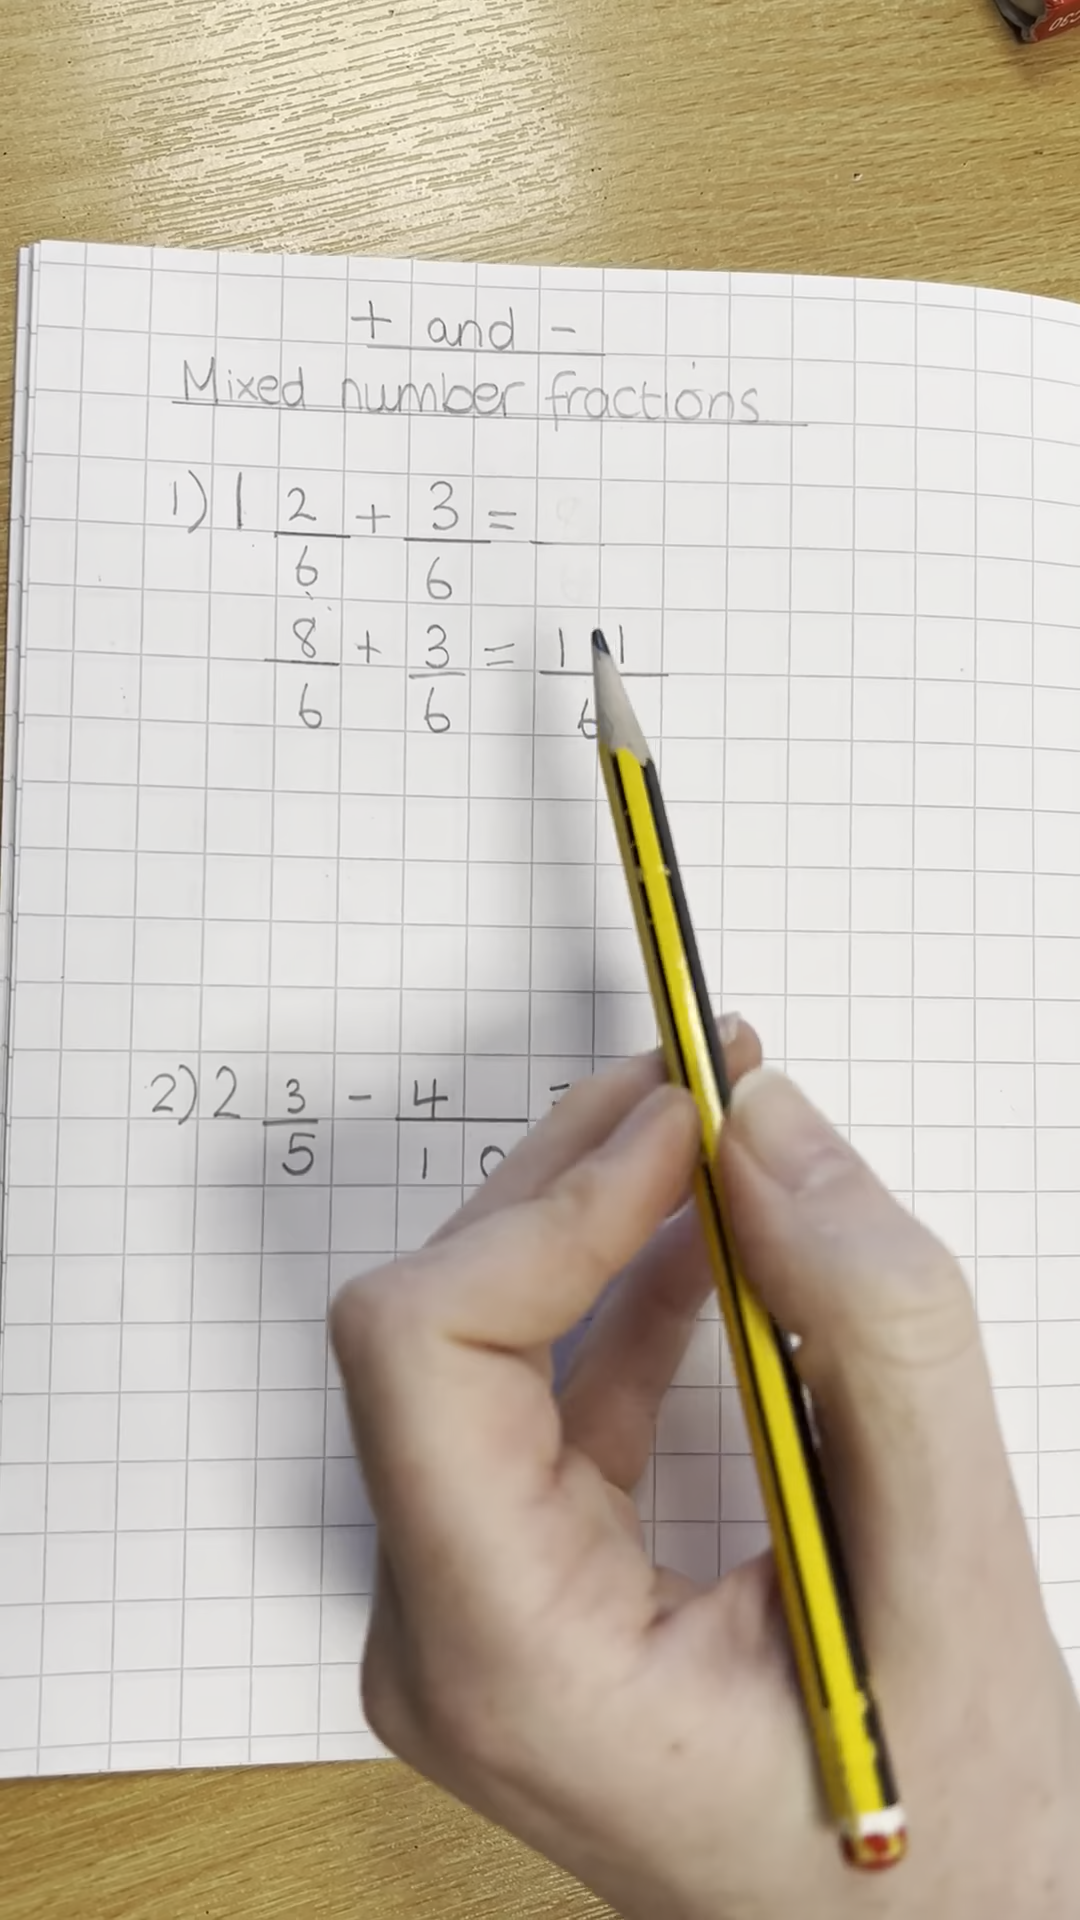 + and -
Mixed number fractions
1) 1 2/6 + 3/6 =
8/6 + 3/6 = 11/6
2) 2 3/5 - 4/10 =